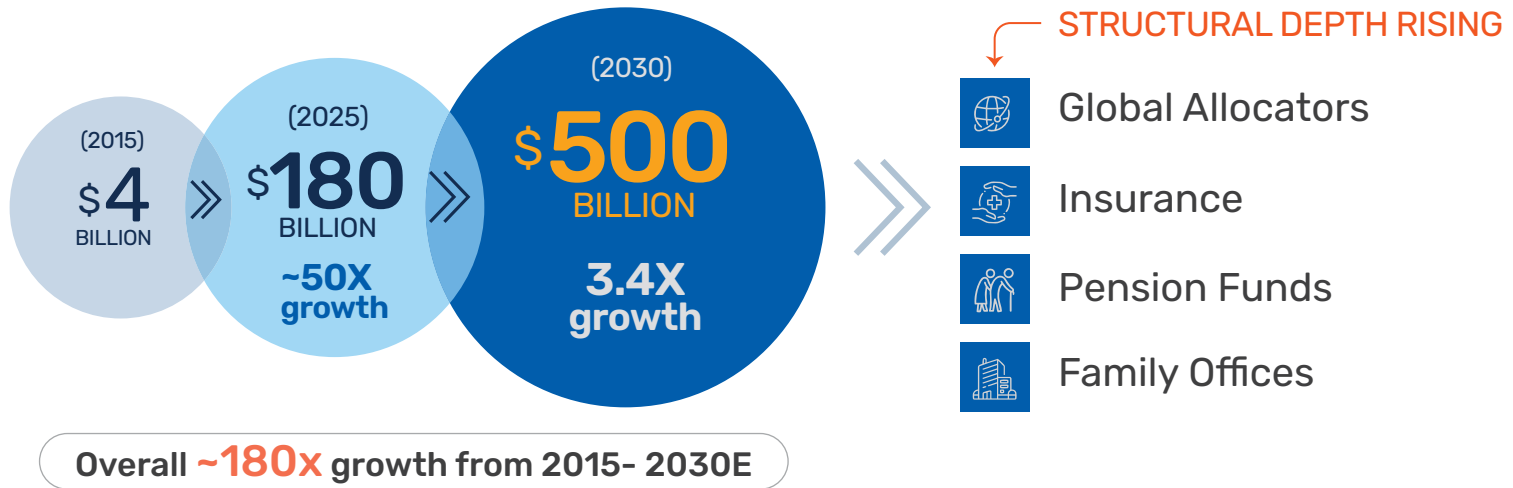 (2015)
$4
BILLION
(2025)
$180
BILLION
~50X
growth
(2030)
$500
BILLION
3.4X
growth
STRUCTURAL DEPTH RISING
Global Allocators
Insurance
Pension Funds
Family Offices
Overall ~180x growth from 2015- 2030E